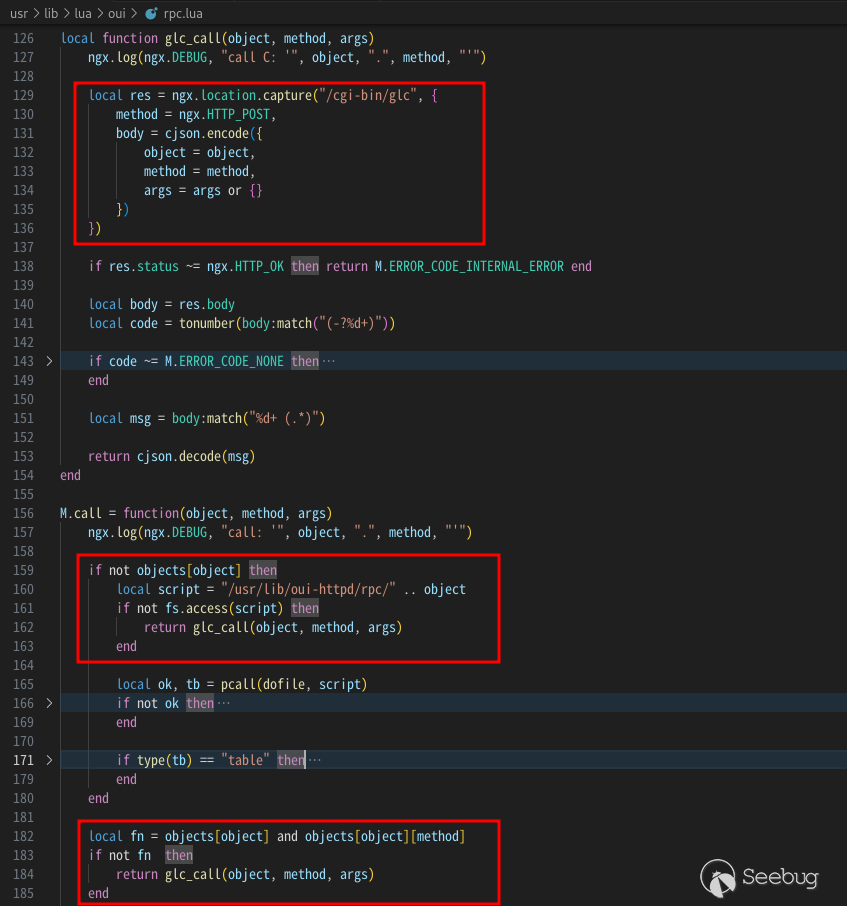 usr > lib > lua > oui > rpc.lua
126 local function glc_call(object, method, args)
127 ngx.log(ngx.DEBUG, "call C: '", object, ".", method, "'")
128
129 local res = ngx.location.capture("/cgi-bin/glc", {
130 method = ngx.HTTP_POST,
131 body = cjson.encode({
132 object = object,
133 method = method,
134 args = args or {}
135 })
136 })
137
138 if res.status ~= ngx.HTTP_OK then return M.ERROR_CODE_INTERNAL_ERROR end
139
140 local body = res.body
141 local code = tonumber(body:match("(-?%d+)"))
142
143 > if code ~= M.ERROR_CODE_NONE then ···
149 end
150
151 local msg = body:match("%d+ (.*)")
152
153 return cjson.decode(msg)
154 end
155
156 M.call = function(object, method, args)
157 ngx.log(ngx.DEBUG, "call: '", object, ".", method, "'")
158
159 if not objects[object] then
160 local script = "/usr/lib/oui-httpd/rpc/" .. object
161 if not fs.access(script) then
162 return glc_call(object, method, args)
163 end
164
165 local ok, tb = pcall(dofile, script)
166 > if not ok then ···
169 end
170
171 > if type(tb) == "table" then ···
179 end
180 end
181
182 local fn = objects[object] and objects[object][method]
183 if not fn then
184 return glc_call(object, method, args)
185 end
Seebug